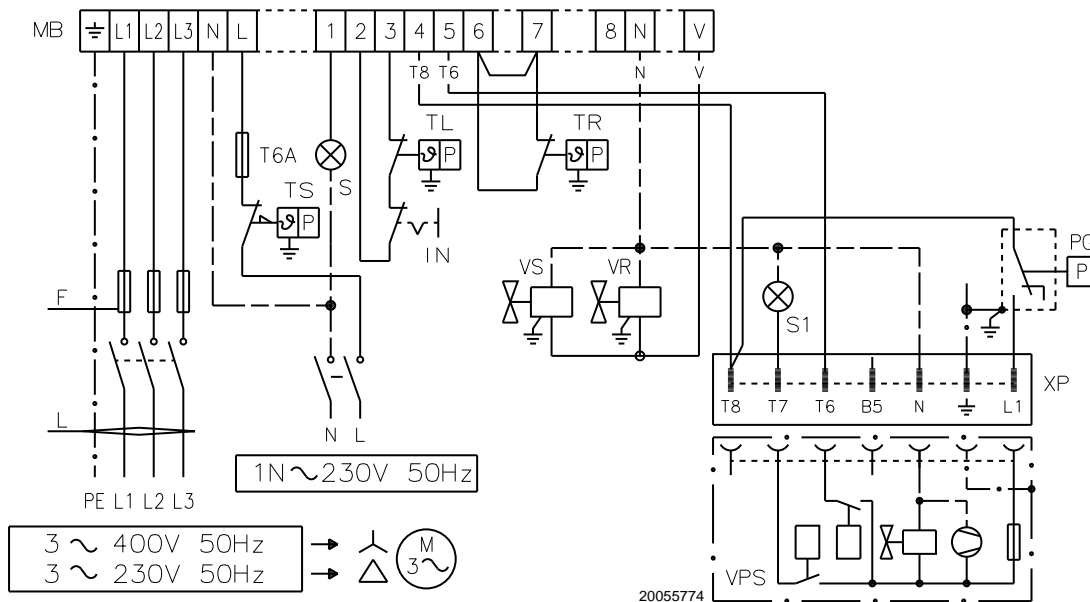 MB L1 L2 L3 N L 1 2 3 4 5 6 7 8 N V
T8 T6 N V
T6A TL P TR P
S
TS P
IN
F
VS VR
S1
P
L
N L
XP
T8 T7 T6 B5 N L1
1N ~ 230V 50Hz
PE L1 L2 L3
3 ~ 400V 50Hz
3 ~ 230V 50Hz
M
3 ~
VPS
20055774